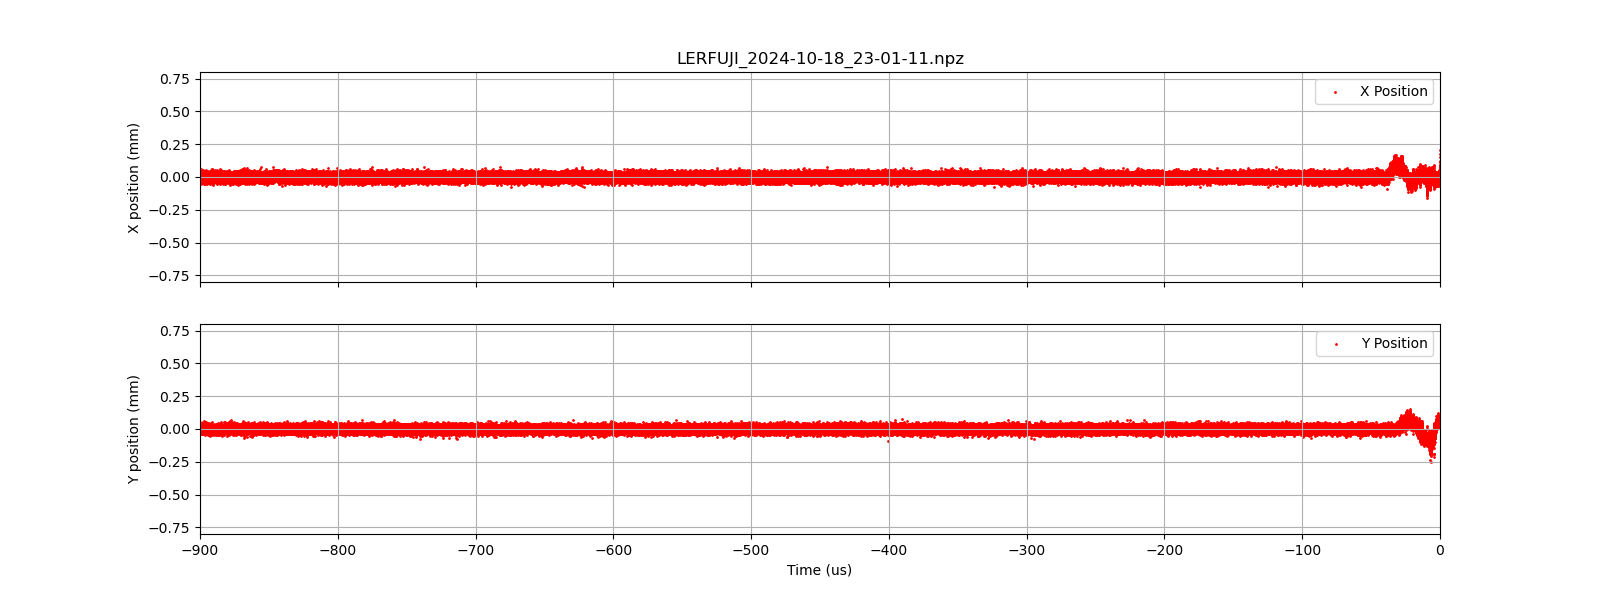 LERFUJI_2024-10-18_23-01-11.npz
0.75
0.50
0.25
0.00
−0.25
−0.50
−0.75
X position (mm)
X Position
0.75
0.50
0.25
0.00
−0.25
−0.50
−0.75
Y position (mm)
Y Position
−900 −800 −700 −600 −500 −400 −300 −200 −100 0
Time (us)